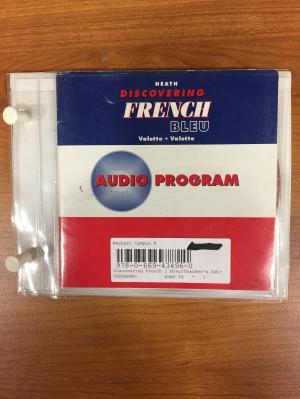 HEATH
DISCOVERING
FRENCH
BLEU
Valette • Valette
AUDIO PROGRAM
Western Campus R
978-0-669-43496-U
Discovering French 1 Bleu/Teacher's Edit